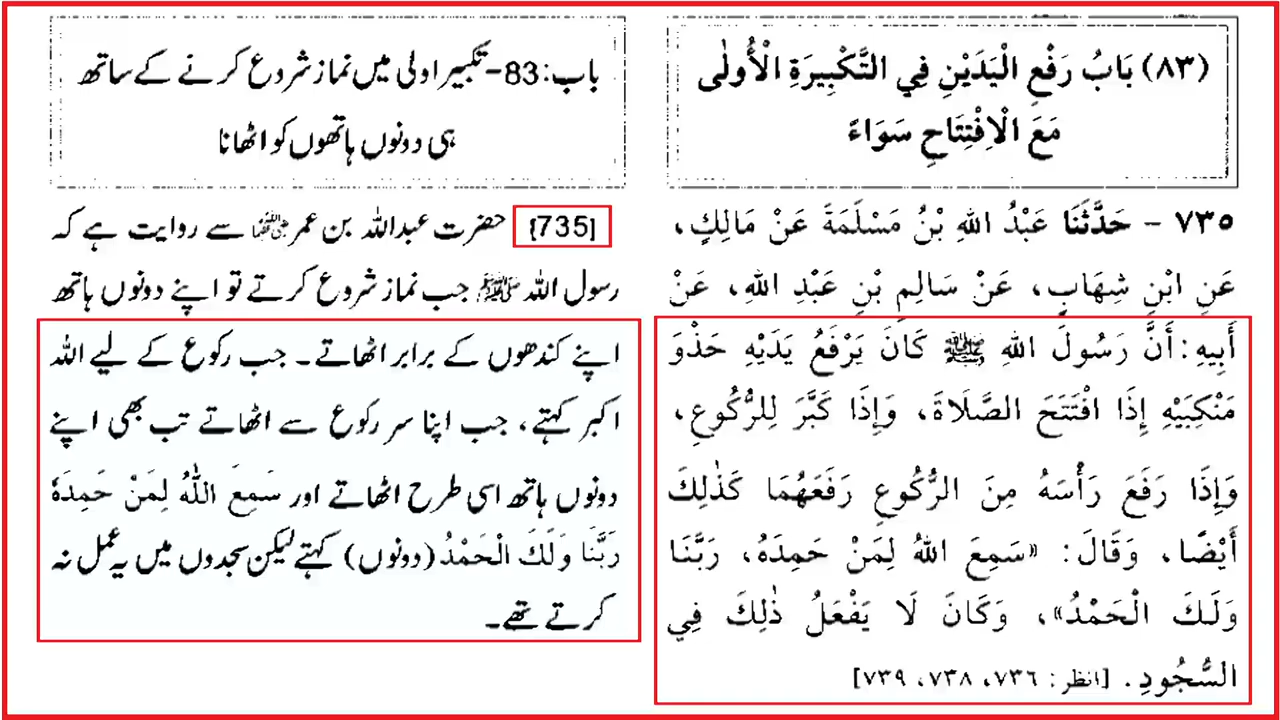 (٨٣) بَابُ رَفْعِ الْيَدَيْنِ فِي التَّكْبِيرَةِ الْأُولٰى
مَعَ الْاِفْتِتَاحِ سَوَاءً
٧٣٥ - حَدَّثَنَا عَبْدُ اللهِ بْنُ مَسْلَمَةَ عَنْ مَالِكٍ،
عَنِ ابْنِ شِهَابٍ، عَنْ سَالِمِ بْنِ عَبْدِ اللهِ، عَنْ
أَبِيهِ: أَنَّ رَسُولَ اللهِ ﷺ كَانَ يَرْفَعُ يَدَيْهِ حَذْوَ
مَنْكِبَيْهِ إِذَا افْتَتَحَ الصَّلَاةَ، وَإِذَا كَبَّرَ لِلرُّكُوعِ،
وَإِذَا رَفَعَ رَأْسَهُ مِنَ الرُّكُوعِ رَفَعَهُمَا كَذٰلِكَ
أَيْضًا، وَقَالَ: «سَمِعَ اللهُ لِمَنْ حَمِدَهُ، رَبَّنَا
وَلَكَ الْحَمْدُ»، وَكَانَ لَا يَفْعَلُ ذٰلِكَ فِي
السُّجُودِ. [انظر: ٧٣٦، ٧٣٨، ٧٣٩]
باب: 83-تکبیر اولی میں نماز شروع کرنے کے ساتھ
ہی دونوں ہاتھوں کو اٹھانا
[735] حضرت عبداللہ بن عمر رضی اللہ عنہما سے روایت ہے کہ
رسول اللہ ﷺ جب نماز شروع کرتے تو اپنے دونوں ہاتھ
اپنے کندھوں کے برابر اٹھاتے۔ جب رکوع کے لیے اللہ
اکبر کہتے، جب اپنا سر رکوع سے اٹھاتے تب بھی اپنے
دونوں ہاتھ اسی طرح اٹھاتے اور سَمِعَ اللّٰهُ لِمَنْ حَمِدَهٗ
رَبَّنَا وَلَكَ الْحَمْدُ (دونوں) کہتے لیکن سجدوں میں یہ عمل نہ
کرتے تھے۔